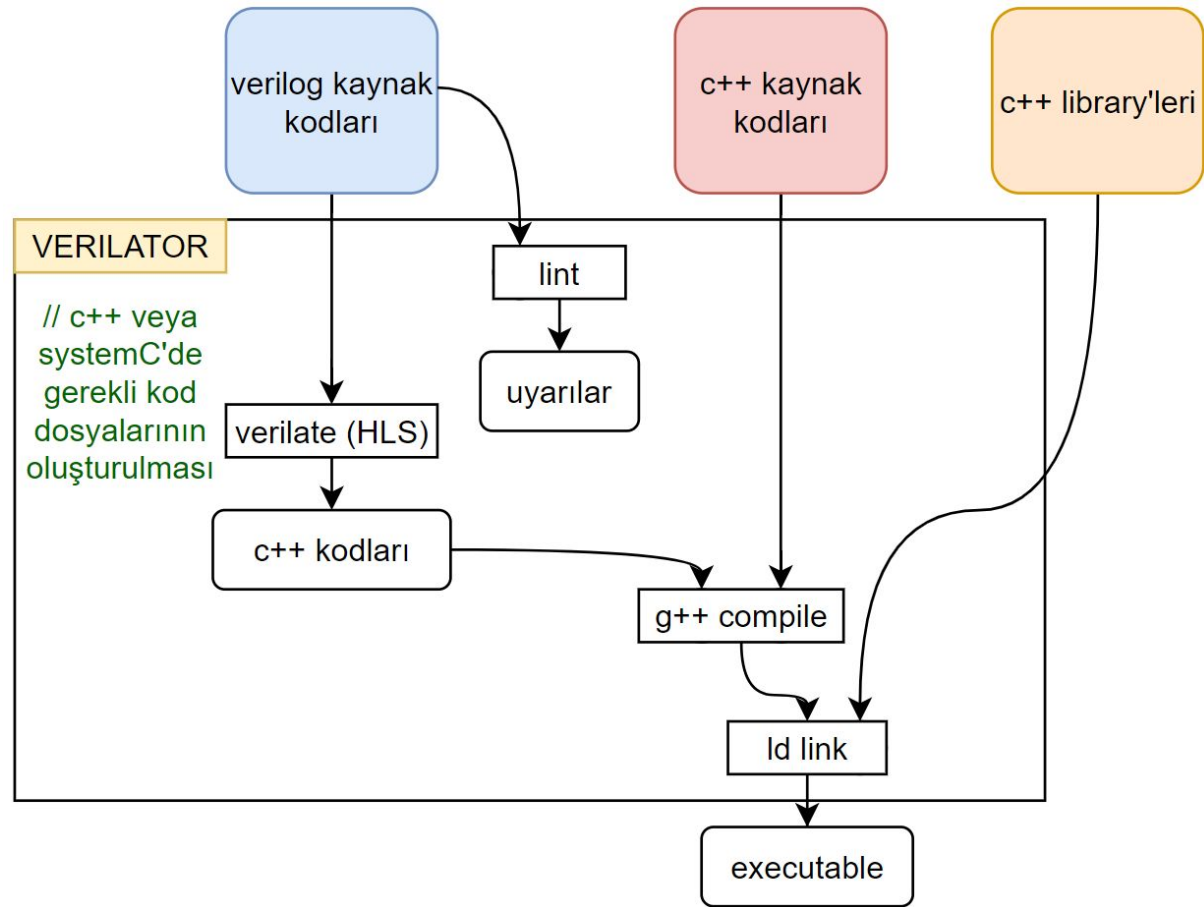 verilog kaynak
kodları
c++ kaynak
kodları
c++ library'leri
VERILATOR
// c++ veya
systemC'de
gerekli kod
dosyalarının
oluşturulması
lint
uyarılar
verilate (HLS)
c++ kodları
g++ compile
ld link
executable